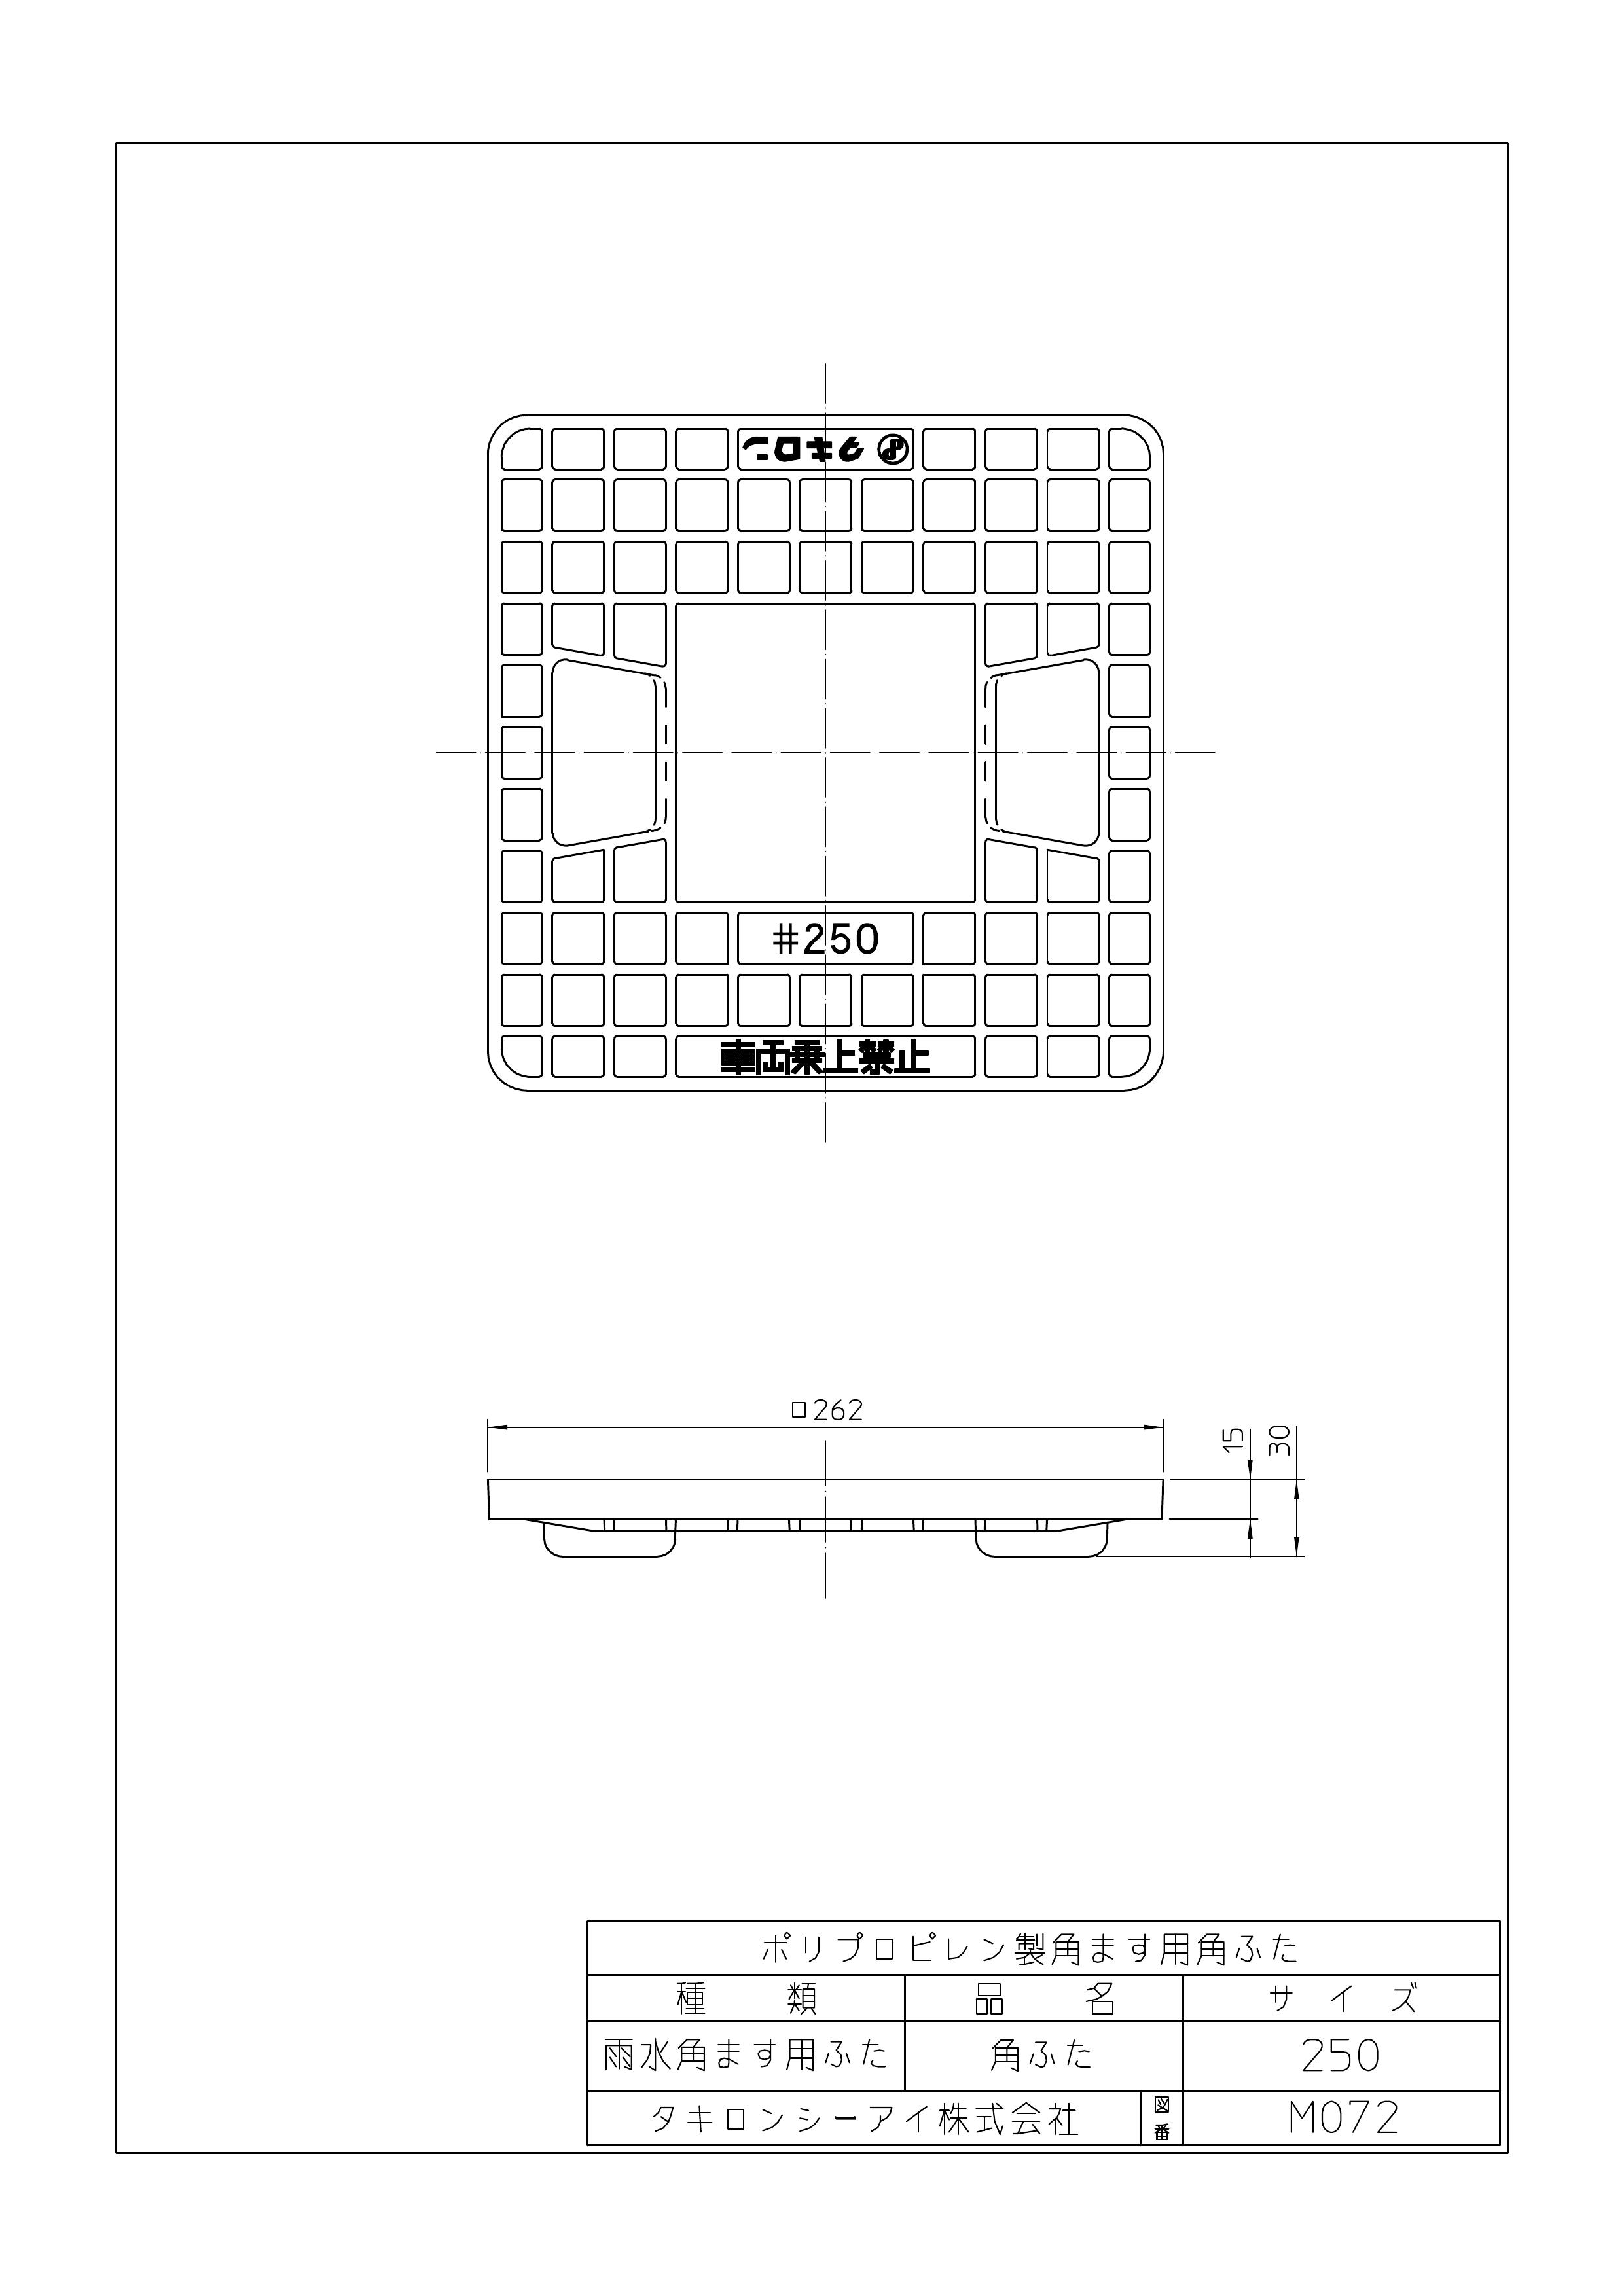 タキロン
#250
車両乗上禁止
□262
15
30
ポリプロピレン製角ます用角ふた
種類 品名 サイズ
雨水角ます用ふた 角ふた 250
タキロンシーアイ株式会社 図番 M072